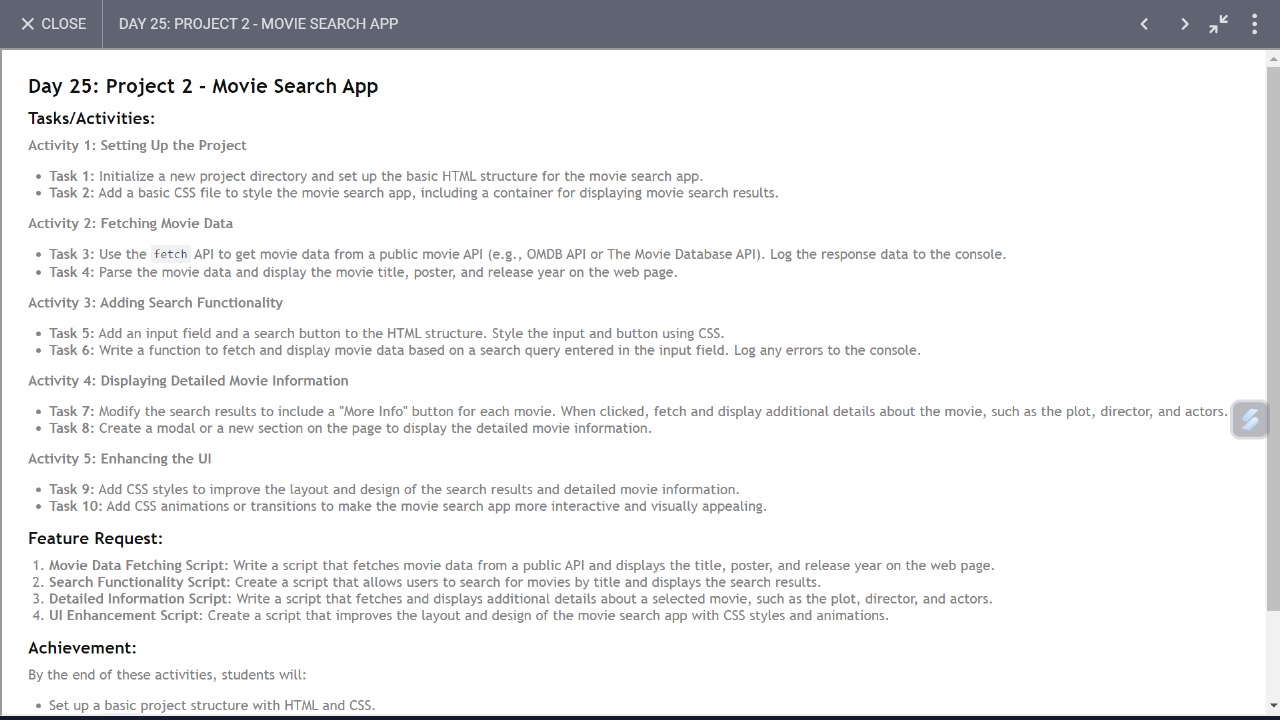 CLOSE DAY 25: PROJECT 2 - MOVIE SEARCH APP
Day 25: Project 2 - Movie Search App
Tasks/Activities:
Activity 1: Setting Up the Project
• Task 1: Initialize a new project directory and set up the basic HTML structure for the movie search app.
• Task 2: Add a basic CSS file to style the movie search app, including a container for displaying movie search results.
Activity 2: Fetching Movie Data
• Task 3: Use the fetch API to get movie data from a public movie API (e.g., OMDB API or The Movie Database API). Log the response data to the console.
• Task 4: Parse the movie data and display the movie title, poster, and release year on the web page.
Activity 3: Adding Search Functionality
• Task 5: Add an input field and a search button to the HTML structure. Style the input and button using CSS.
• Task 6: Write a function to fetch and display movie data based on a search query entered in the input field. Log any errors to the console.
Activity 4: Displaying Detailed Movie Information
• Task 7: Modify the search results to include a "More Info" button for each movie. When clicked, fetch and display additional details about the movie, such as the plot, director, and actors.
• Task 8: Create a modal or a new section on the page to display the detailed movie information.
Activity 5: Enhancing the UI
• Task 9: Add CSS styles to improve the layout and design of the search results and detailed movie information.
• Task 10: Add CSS animations or transitions to make the movie search app more interactive and visually appealing.
Feature Request:
1. Movie Data Fetching Script: Write a script that fetches movie data from a public API and displays the title, poster, and release year on the web page.
2. Search Functionality Script: Create a script that allows users to search for movies by title and displays the search results.
3. Detailed Information Script: Write a script that fetches and displays additional details about a selected movie, such as the plot, director, and actors.
4. UI Enhancement Script: Create a script that improves the layout and design of the movie search app with CSS styles and animations.
Achievement:
By the end of these activities, students will:
• Set up a basic project structure with HTML and CSS.